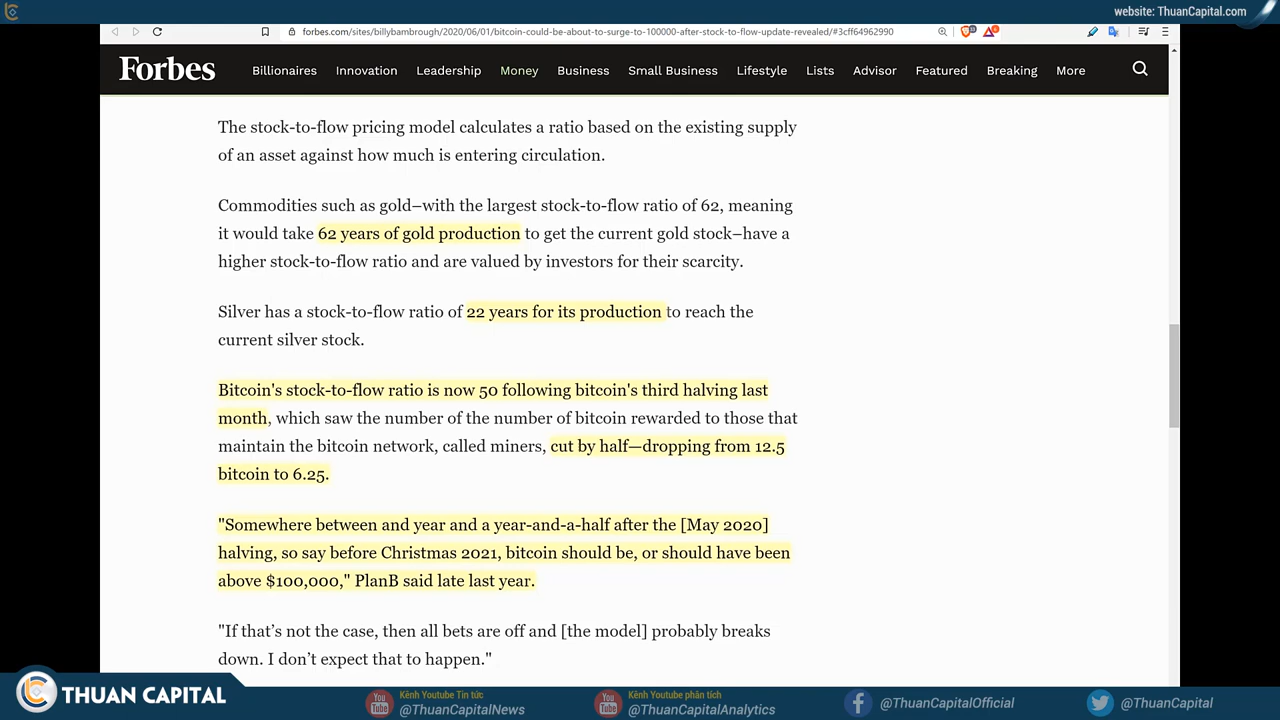 website: ThuanCapital.com
forbes.com/sites/billybambrough/2020/06/01/bitcoin-could-be-about-to-surge-to-100000-after-stock-to-flow-update-revealed/#3cff64962990
Forbes
Billionaires Innovation Leadership Money Business Small Business Lifestyle Lists Advisor Featured Breaking More
The stock-to-flow pricing model calculates a ratio based on the existing supply
of an asset against how much is entering circulation.
Commodities such as gold–with the largest stock-to-flow ratio of 62, meaning
it would take 62 years of gold production to get the current gold stock–have a
higher stock-to-flow ratio and are valued by investors for their scarcity.
Silver has a stock-to-flow ratio of 22 years for its production to reach the
current silver stock.
Bitcoin's stock-to-flow ratio is now 50 following bitcoin's third halving last
month, which saw the number of the number of bitcoin rewarded to those that
maintain the bitcoin network, called miners, cut by half—dropping from 12.5
bitcoin to 6.25.
"Somewhere between and year and a year-and-a-half after the [May 2020]
halving, so say before Christmas 2021, bitcoin should be, or should have been
above $100,000," PlanB said late last year.
"If that’s not the case, then all bets are off and [the model] probably breaks
down. I don’t expect that to happen."
THUAN CAPITAL
You
Kênh Youtube Tin tức:
@ThuanCapitalNews
You
Kênh Youtube phân tích
@ThuanCapitalAnalytics
@ThuanCapitalOfficial
@ThuanCapital